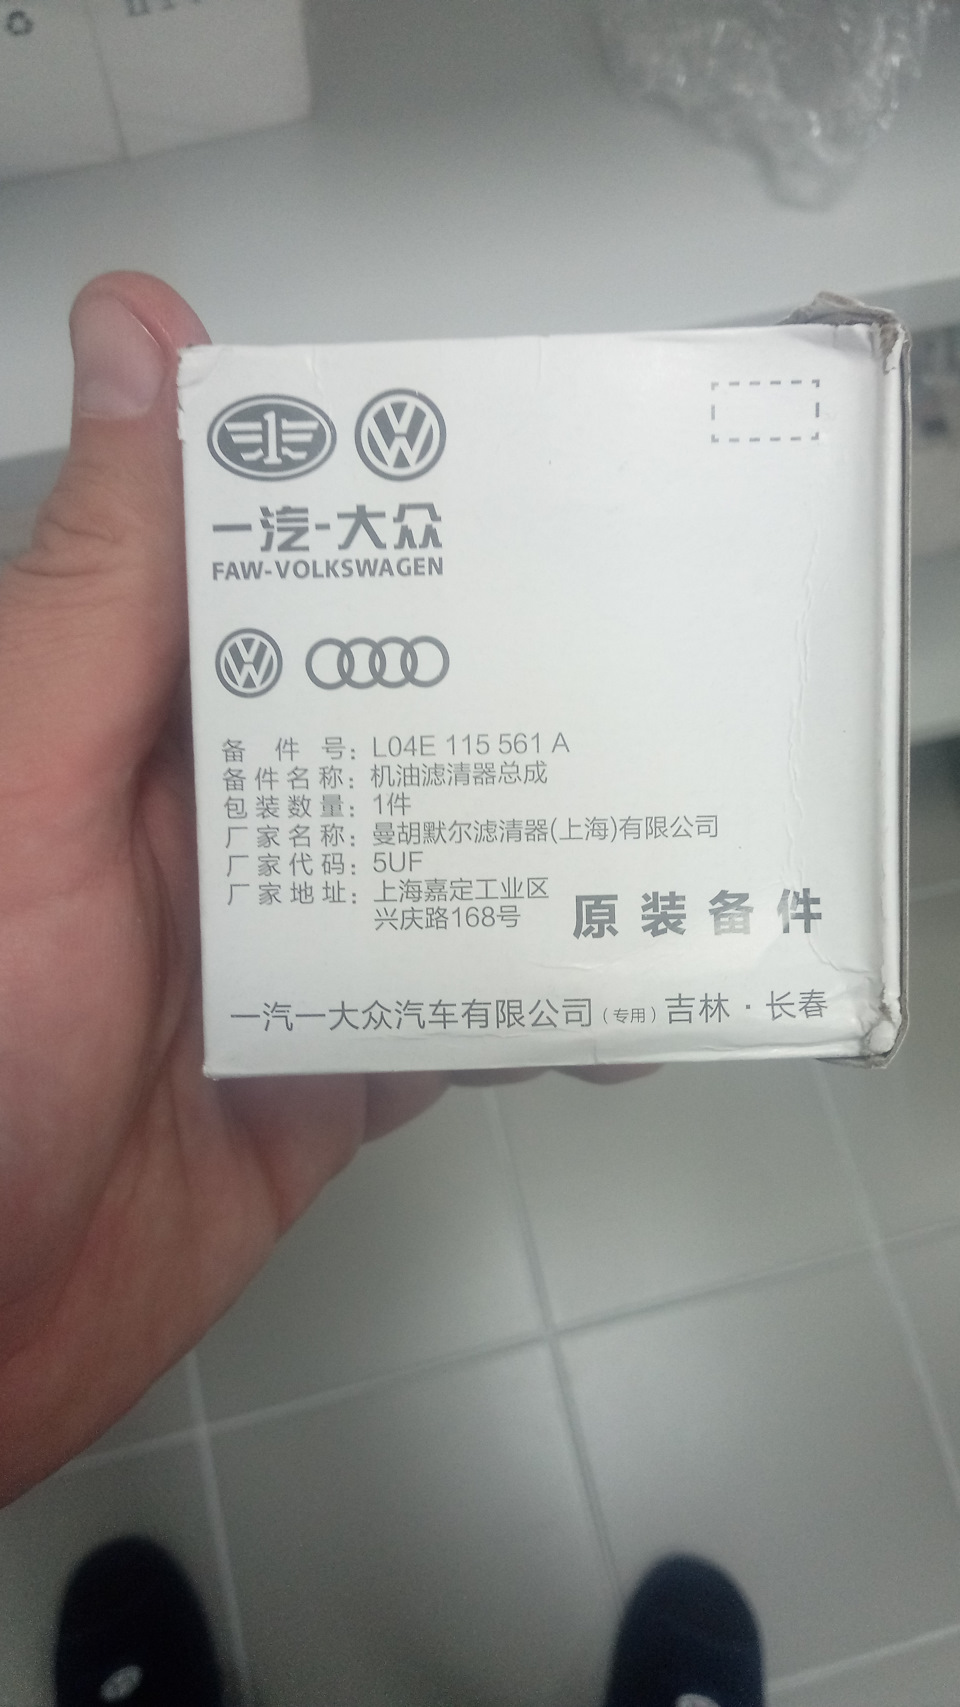 一汽-大众
FAW-VOLKSWAGEN
备件号：L04E 115 561 A
备件名称：机油滤清器总成
包装数量：1件
厂家名称：曼胡默尔滤清器(上海)有限公司
厂家代码：5UF
厂家地址：上海嘉定工业区
兴庆路168号
原装备件
一汽一大众汽车有限公司（专用）吉林·长春